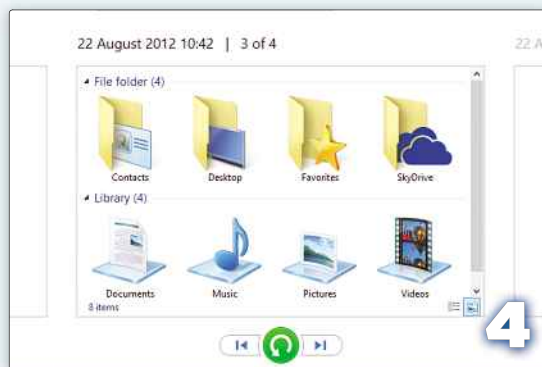 22 August 2012 10:42 | 3 of 4
22 A
File folder (4)
Contacts Desktop Favorites SkyDrive
Library (4)
Documents Music Pictures Videos
8 items
4